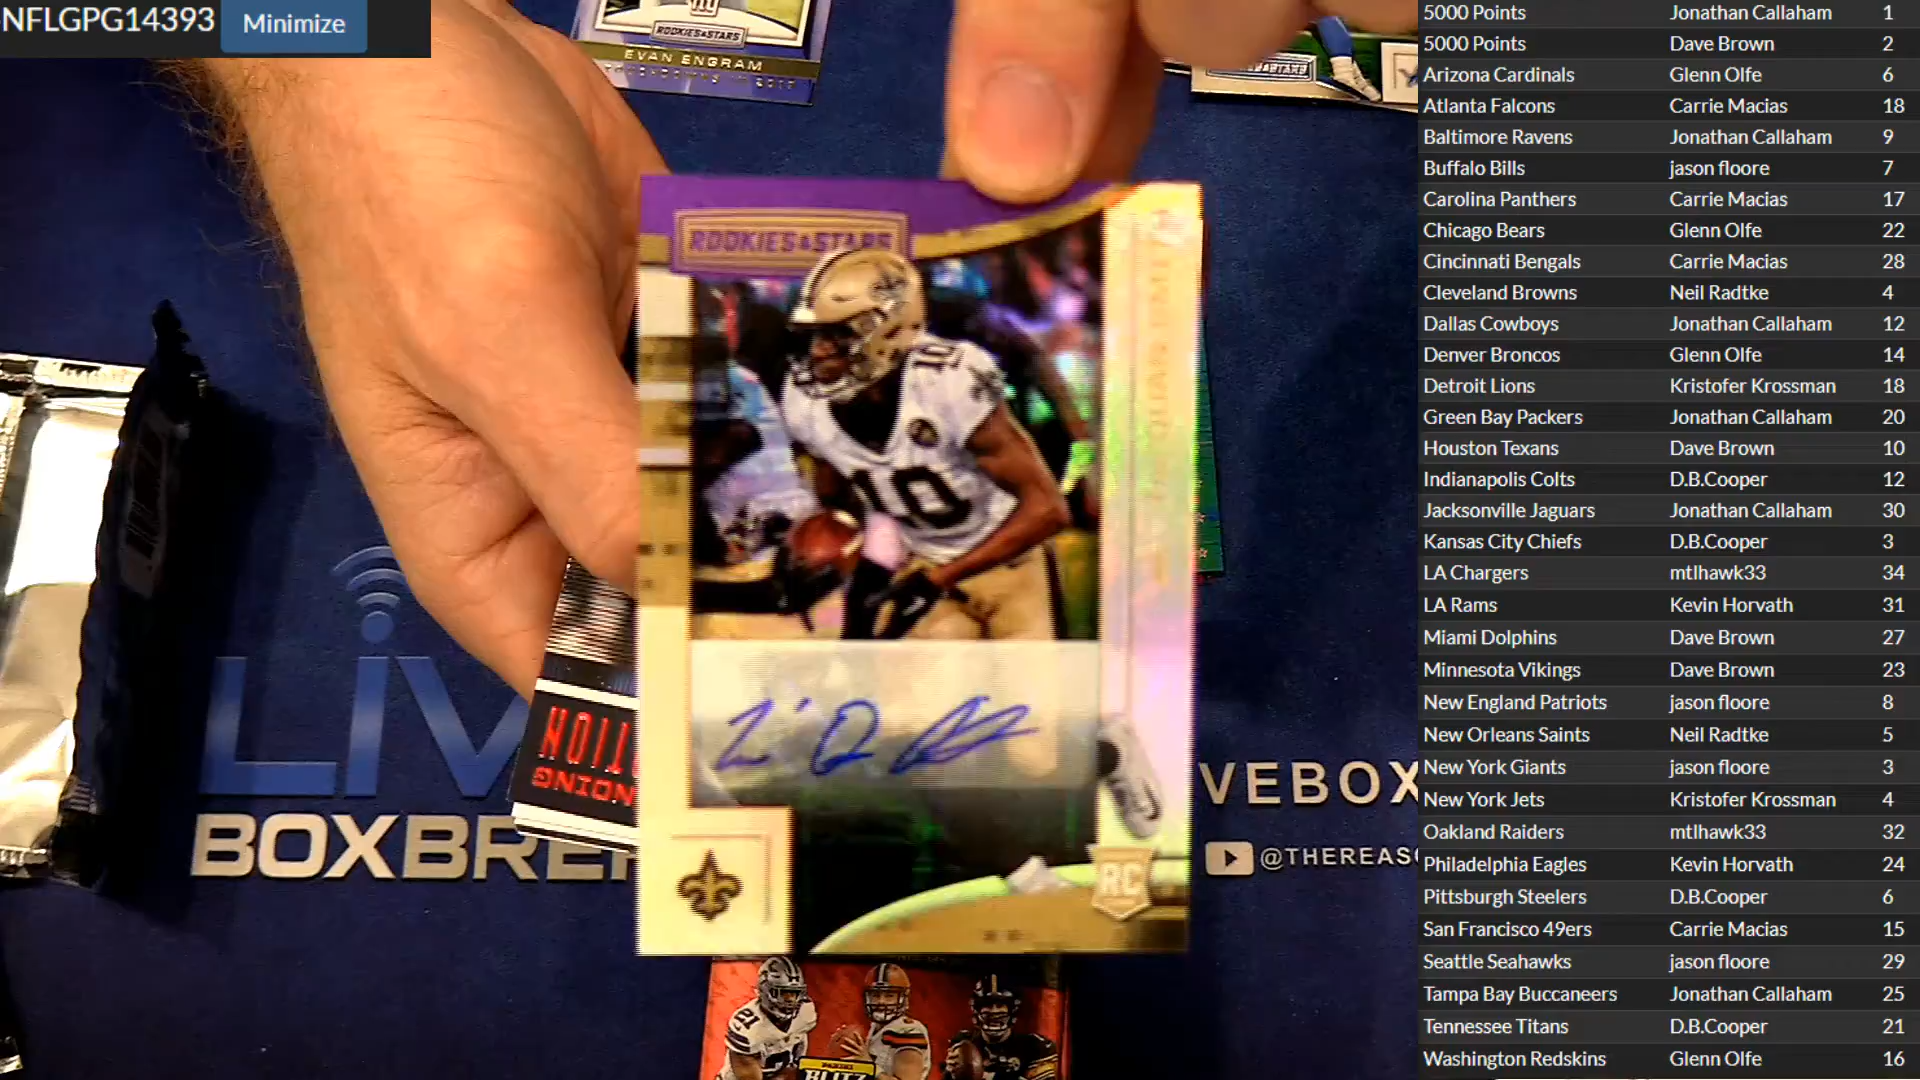 NFLGPG14393
Minimize
ROOKIES&STARS
EVAN ENGRAM
ROOKIES&STARS
10
10
RC
LIV
BOXBRE
VEBOX
@THEREAS
21
PANINI
BLITZ
5000 Points Jonathan Callaham 1
5000 Points Dave Brown 2
Arizona Cardinals Glenn Olfe 6
Atlanta Falcons Carrie Macias 18
Baltimore Ravens Jonathan Callaham 9
Buffalo Bills jason floore 7
Carolina Panthers Carrie Macias 17
Chicago Bears Glenn Olfe 22
Cincinnati Bengals Carrie Macias 28
Cleveland Browns Neil Radtke 4
Dallas Cowboys Jonathan Callaham 12
Denver Broncos Glenn Olfe 14
Detroit Lions Kristofer Krossman 18
Green Bay Packers Jonathan Callaham 20
Houston Texans Dave Brown 10
Indianapolis Colts D.B.Cooper 12
Jacksonville Jaguars Jonathan Callaham 30
Kansas City Chiefs D.B.Cooper 3
LA Chargers mtlhawk33 34
LA Rams Kevin Horvath 31
Miami Dolphins Dave Brown 27
Minnesota Vikings Dave Brown 23
New England Patriots jason floore 8
New Orleans Saints Neil Radtke 5
New York Giants jason floore 3
New York Jets Kristofer Krossman 4
Oakland Raiders mtlhawk33 32
Philadelphia Eagles Kevin Horvath 24
Pittsburgh Steelers D.B.Cooper 6
San Francisco 49ers Carrie Macias 15
Seattle Seahawks jason floore 29
Tampa Bay Buccaneers Jonathan Callaham 25
Tennessee Titans D.B.Cooper 21
Washington Redskins Glenn Olfe 16